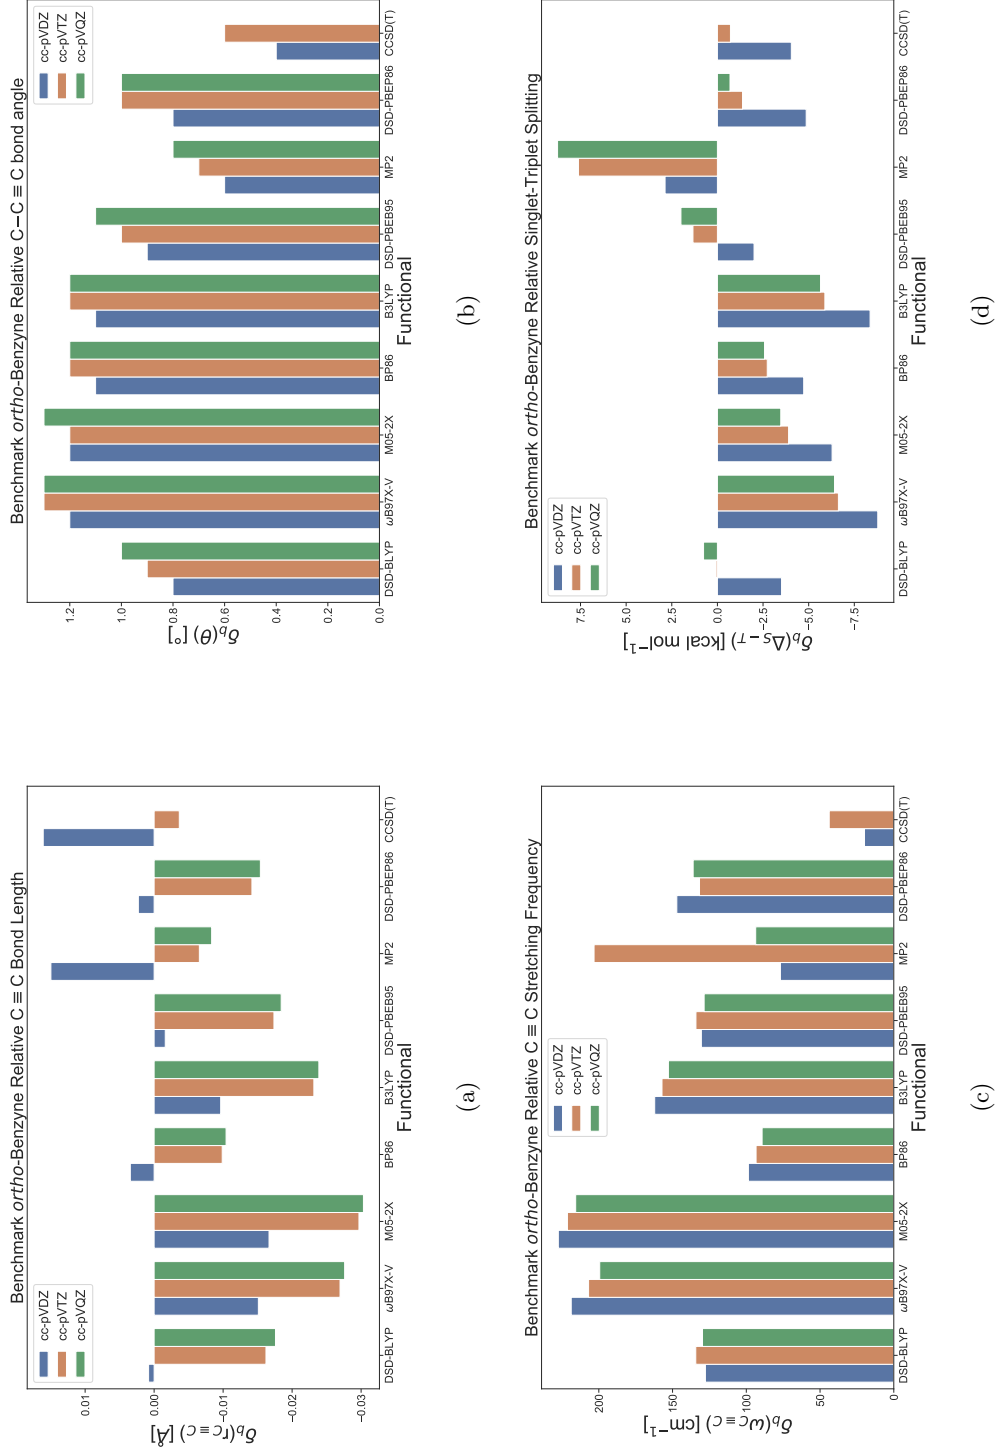 Benchmark ortho-Benzyne Relative C ≡ C Bond Length
cc-pVDZ
cc-pVTZ
cc-pVQZ
δb(rC≡C) [Å]
0.01
0.00
−0.01
−0.02
−0.03
DSD-BLYP
ωB97X-V
M05-2X
BP86
B3LYP
DSD-PBEB95
MP2
DSD-PBEP86
CCSD(T)
Functional
(a)
Benchmark ortho-Benzyne Relative C−C ≡ C bond angle
cc-pVDZ
cc-pVTZ
cc-pVQZ
δb(θ) [°]
1.2
1.0
0.8
0.6
0.4
0.2
0.0
DSD-BLYP
ωB97X-V
M05-2X
BP86
B3LYP
DSD-PBEB95
MP2
DSD-PBEP86
CCSD(T)
Functional
(b)
Benchmark ortho-Benzyne Relative C ≡ C Stretching Frequency
cc-pVDZ
cc-pVTZ
cc-pVQZ
δb(ωC≡C) [cm−1]
200
150
100
50
0
DSD-BLYP
ωB97X-V
M05-2X
BP86
B3LYP
DSD-PBEB95
MP2
DSD-PBEP86
CCSD(T)
Functional
(c)
Benchmark ortho-Benzyne Relative Singlet-Triplet Splitting
cc-pVDZ
cc-pVTZ
cc-pVQZ
δb(ΔS−T) [kcal mol−1]
7.5
5.0
2.5
0.0
−2.5
−5.0
−7.5
DSD-BLYP
ωB97X-V
M05-2X
BP86
B3LYP
DSD-PBEB95
MP2
DSD-PBEP86
CCSD(T)
Functional
(d)